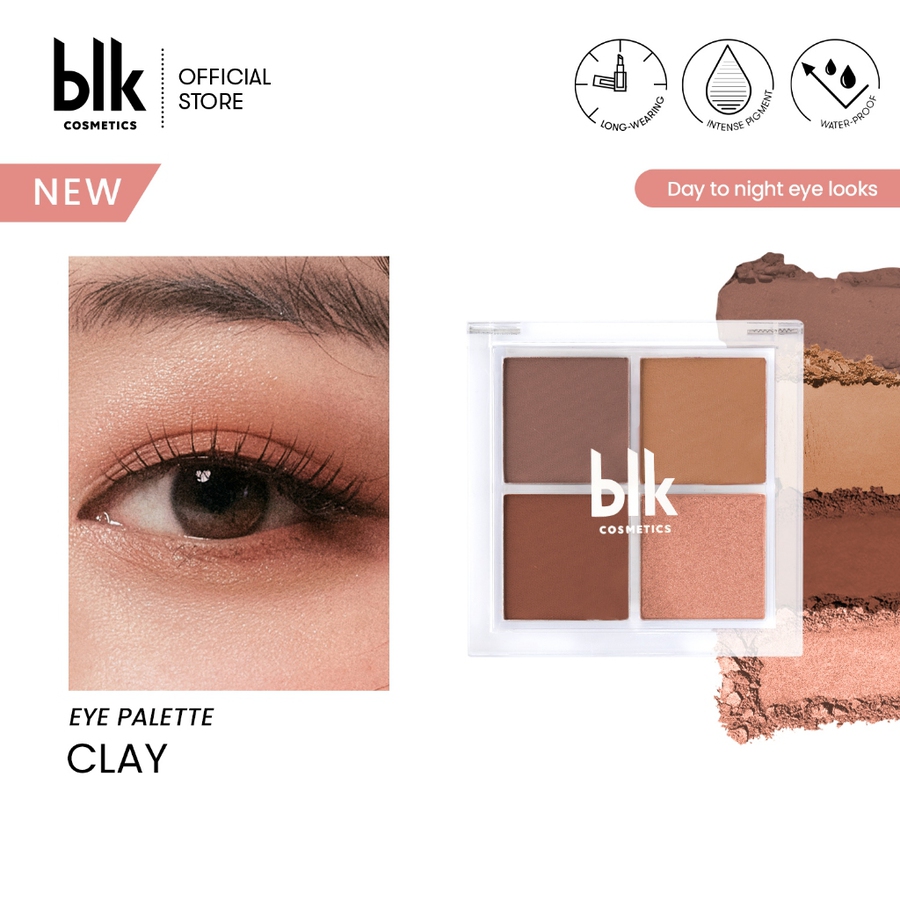 blk
COSMETICS
OFFICIAL
STORE
LONG-WEARING
INTENSE PIGMENT
WATER-PROOF
NEW
Day to night eye looks
blk
COSMETICS
EYE PALETTE
CLAY